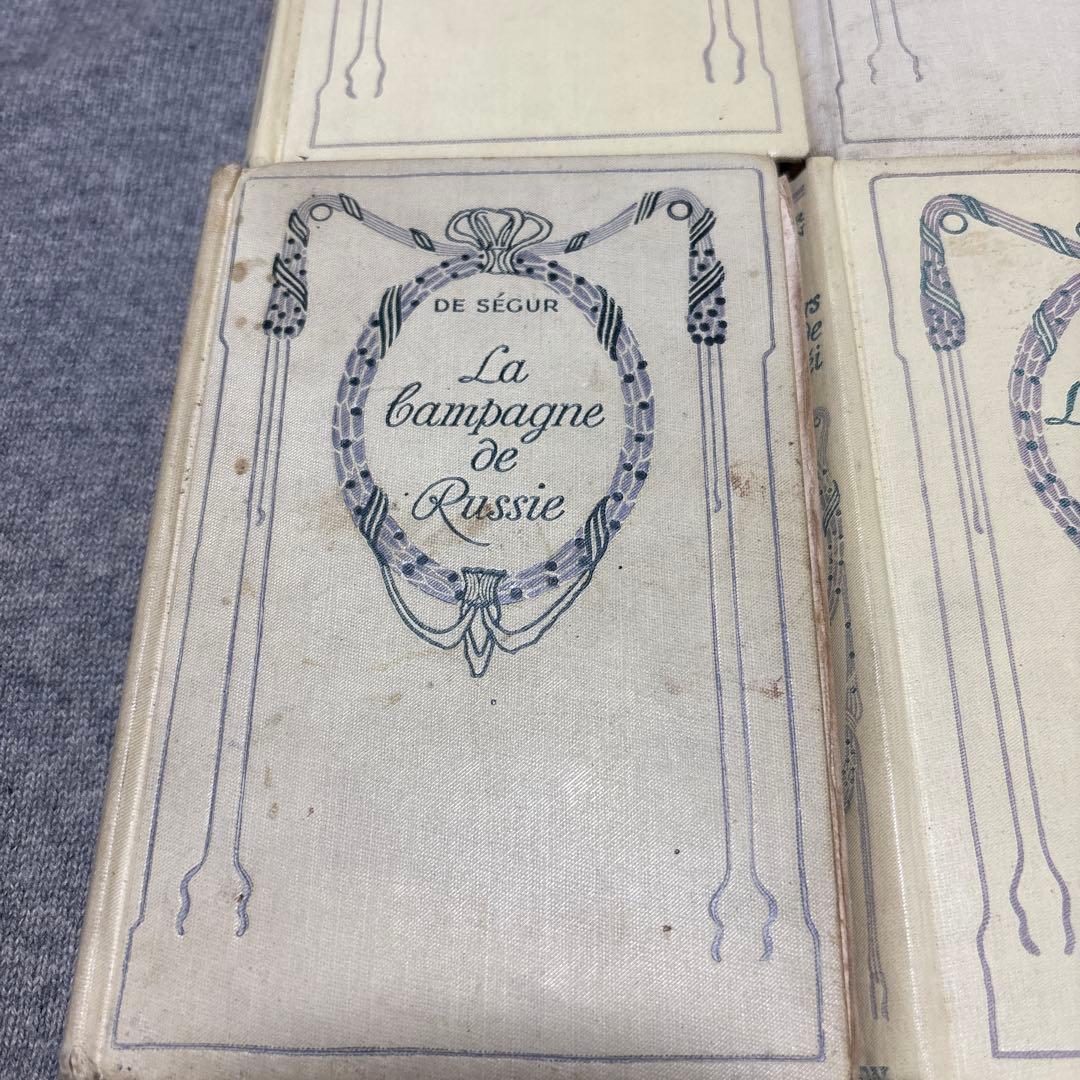 DE SÉGUR
La
Campagne
de
Russie